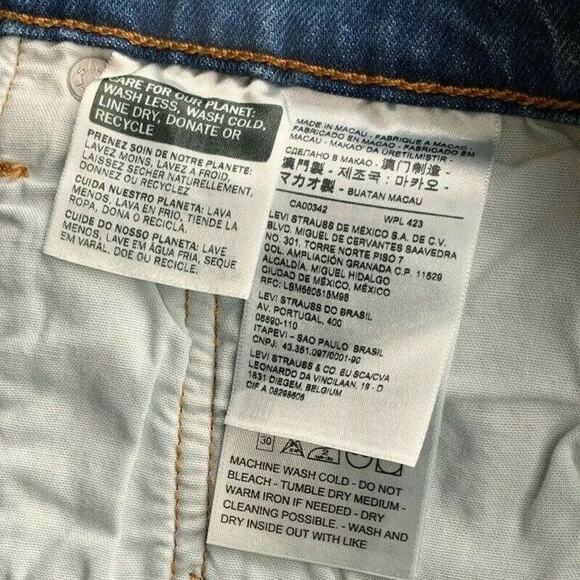 CARE FOR OUR PLANET:
WASH LESS, WASH COLD,
LINE DRY, DONATE OR
RECYCLE
PRENEZ SOIN DE NOTRE PLANETE:
LAVEZ MOINS, LAVEZ A FROID,
LAISSEZ SECHER NATURELLEMENT,
DONNEZ OU RECYCLEZ
CUIDA NUESTRO PLANETA: LAVA
MENOS, LAVA EN FRIO, TIENDE LA
ROPA, DONA O RECICLA.
CUIDE DO NOSSO PLANETA: LAVE
MENOS, LAVE EM ÁGUA FRIA, SEQUE
EM VARAL, DOE OU RECICLE.
MADE IN MACAU - FABRIQUE A MACAO -
FABRICADO EN MACAO - FABRICADO EM
MACAU - MACAO DA ÜRETILMISTIR -
СДЕЛАНО В МАКАО - 澳門制造 -
澳門製 - 제조국 : 마카오 -
マカオ製 - BUATAN MACAU
CA00342 WPL 423
LEVI STRAUSS DE MÉXICO S.A. DE C.V.
BLVD. MIGUEL DE CERVANTES SAAVEDRA
NO. 301, TORRE NORTE PISO 7
COL. AMPLIACIÓN GRANADA C.P. 11529
ALCALDÍA. MIGUEL HIDALGO
CIUDAD DE MÉXICO, MÉXICO
RFC: LSM860515M98
LEVI STRAUSS DO BRASIL
AV. PORTUGAL, 400
06690-110
ITAPEVI - SAO PAULO BRASIL
CNPJ: 43.351.097/0001-90
LEVI STRAUSS & CO EU SCA/CVA
LEONARDO DA VINCILAAN, 19 - D
1831 DIEGEM, BELGIUM
CIF A 08298606
30
MACHINE WASH COLD - DO NOT
BLEACH - TUMBLE DRY MEDIUM -
WARM IRON IF NEEDED - DRY
CLEANING POSSIBLE. - WASH AND
DRY INSIDE OUT WITH LIKE